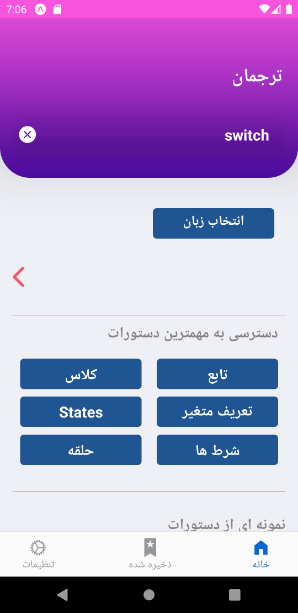 7:06
ترجمان
switch
انتخاب زبان
دسترسی به مهمترین دستورات
تابع
کلاس
تعریف متغیر
States
شرط ها
حلقه
نمونه ای از دستورات
خانه
ذخیره شده
تنظیمات